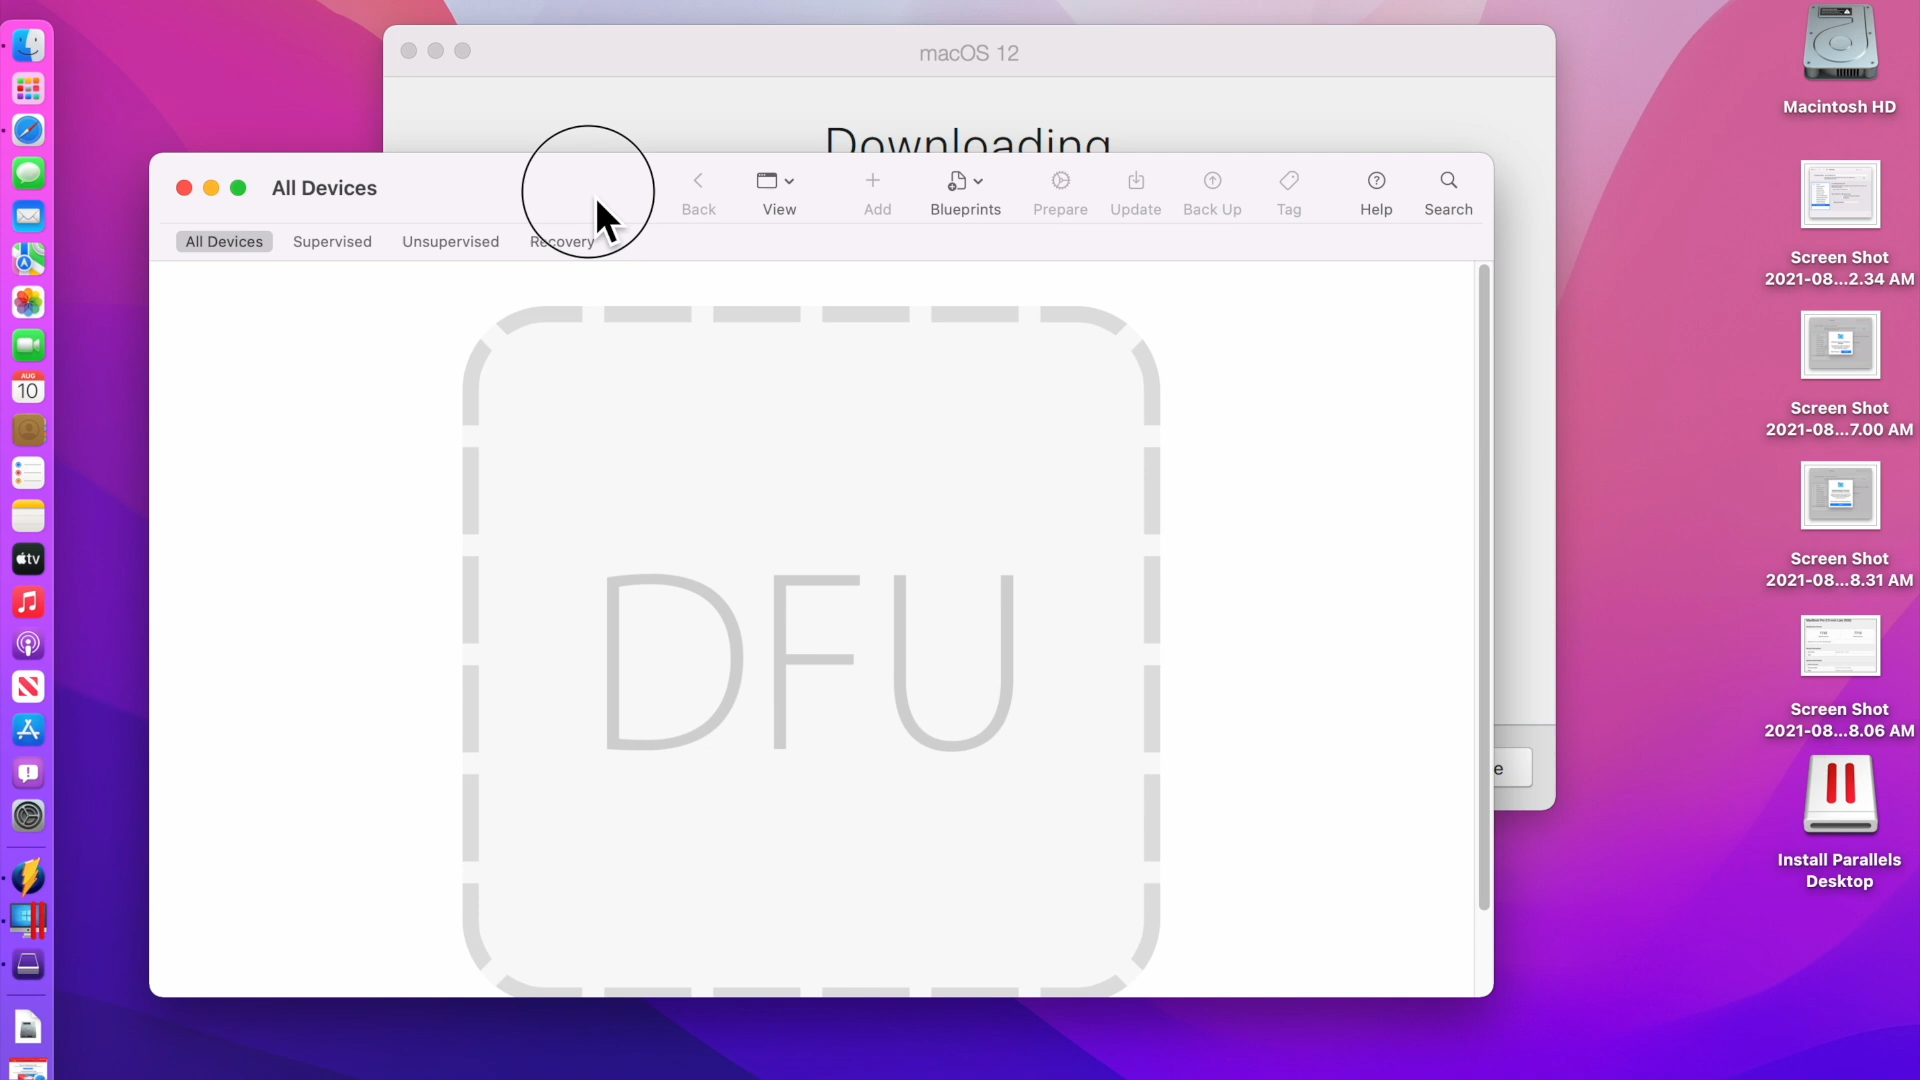 macOS 12
Downloading
All Devices
Back
View
Add
Blueprints
Prepare
Update
Back Up
Tag
Help
Search
All Devices
Supervised
Unsupervised
Recovery
DFU
e
Macintosh HD
Screen Shot
2021-08...2.34 AM
Screen Shot
2021-08...7.00 AM
Screen Shot
2021-08...8.31 AM
Screen Shot
2021-08...8.06 AM
Install Parallels
Desktop
AUG
10
tv